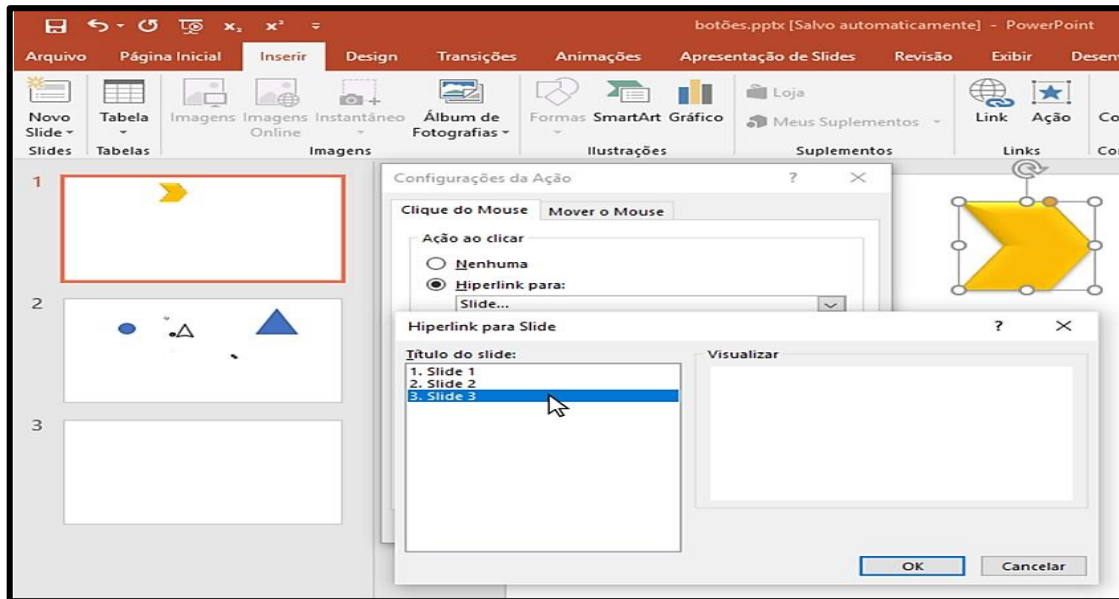 botões.pptx [Salvo automaticamente] - PowerPoint
Arquivo Página Inicial Inserir Design Transições Animações Apresentação de Slides Revisão Exibir Desen
Novo Slide
Tabela
Imagens
Imagens Online
Instantâneo
Álbum de Fotografias
Formas
SmartArt
Gráfico
Loja
Meus Suplementos
Link
Ação
Co
Slides Tabelas Imagens Ilustrações Suplementos Links Co
1
2
3
Configurações da Ação ?
Clique do Mouse Mover o Mouse
Ação ao clicar
Nenhuma
Hiperlink para:
Slide...
Hiperlink para Slide ?
Título do slide:
1. Slide 1
2. Slide 2
3. Slide 3
Visualizar
OK Cancelar